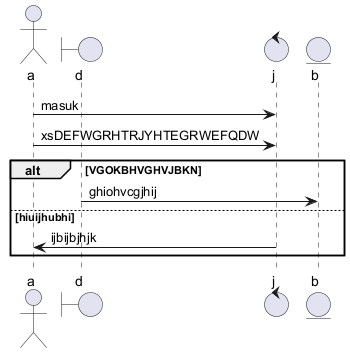 a d j b
masuk
xsDEFWGRHTRJYHTEGRWEFQDW
alt [VGOKBHVGHVJBKN]
ghiohvcgjhij
[hiuijhubhi]
ijbijbjhjk
a d j b